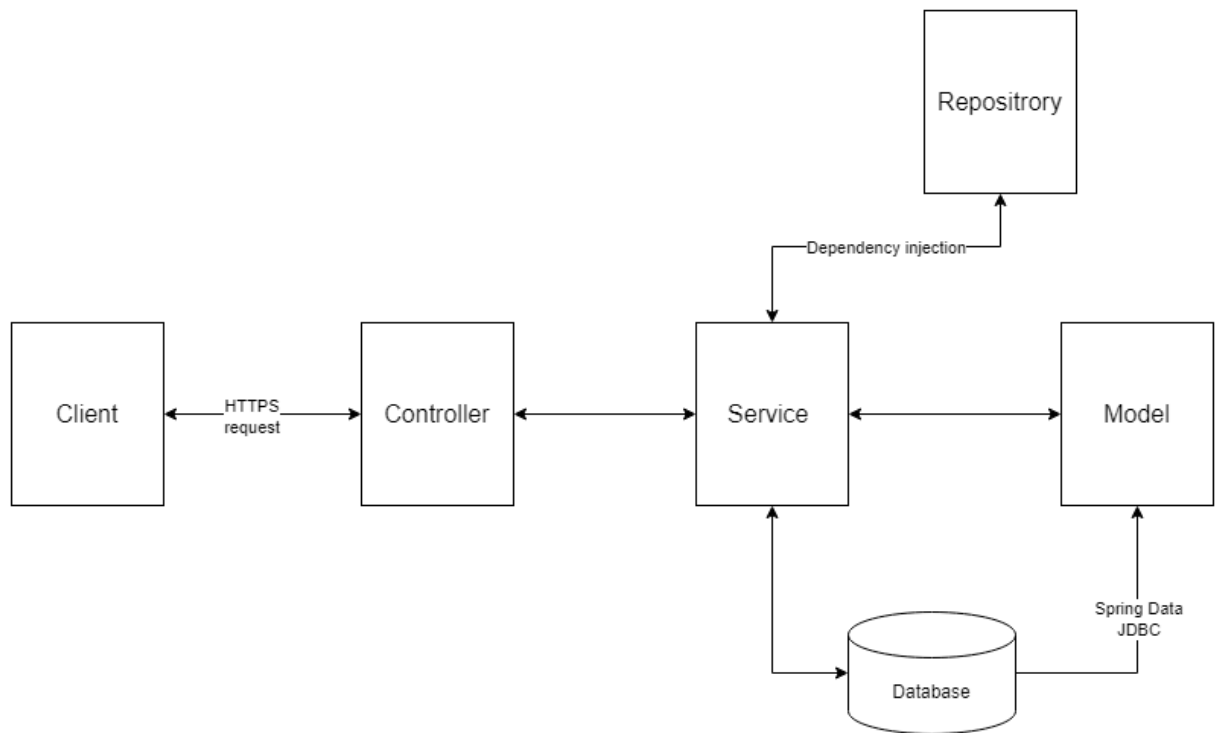 Repositrory
Dependency injection
Client
HTTPS
request
Controller
Service
Model
Spring Data
JDBC
Database